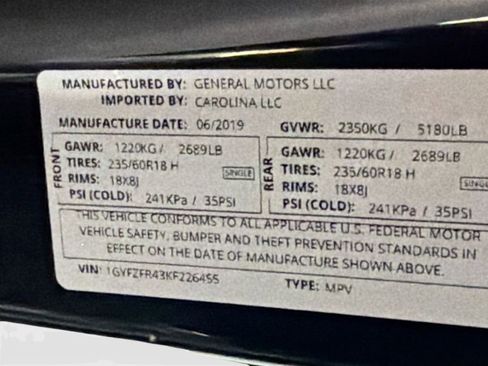 MANUFACTURED BY: GENERAL MOTORS LLC
IMPORTED BY: CAROLINA LLC
MANUFACTURE DATE: 06/2019 GVWR: 2350KG / 5180LB
FRONT
GAWR: 1220KG / 2689LB
TIRES: 235/60R18 H
RIMS: 18X8J
SINGLE
PSI (COLD): 241KPa / 35PSI
REAR
GAWR: 1220KG / 2689LB
TIRES: 235/60R18 H
RIMS: 18X8J
SINGLE
PSI (COLD): 241KPa / 35PSI
THIS VEHICLE CONFORMS TO ALL APPLICABLE U.S. FEDERAL MOTOR
VEHICLE SAFETY, BUMPER AND THEFT PREVENTION STANDARDS IN
EFFECT ON THE DATE OF MANUFACTURE SHOWN ABOVE.
VIN: 1GYFZFR43KF226455 TYPE: MPV